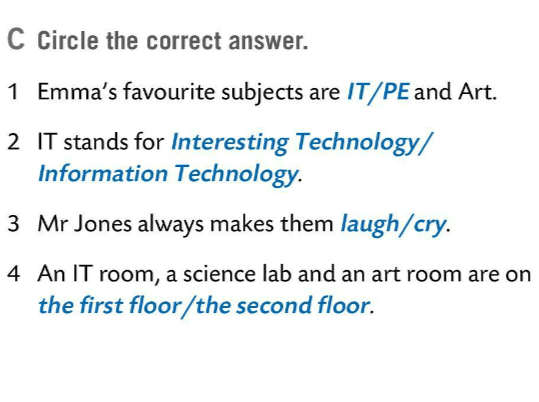 C Circle the correct answer.
1 Emma's favourite subjects are IT/PE and Art.
2 IT stands for Interesting Technology/
Information Technology.
3 Mr Jones always makes them laugh/cry.
4 An IT room, a science lab and an art room are on
the first floor/the second floor.